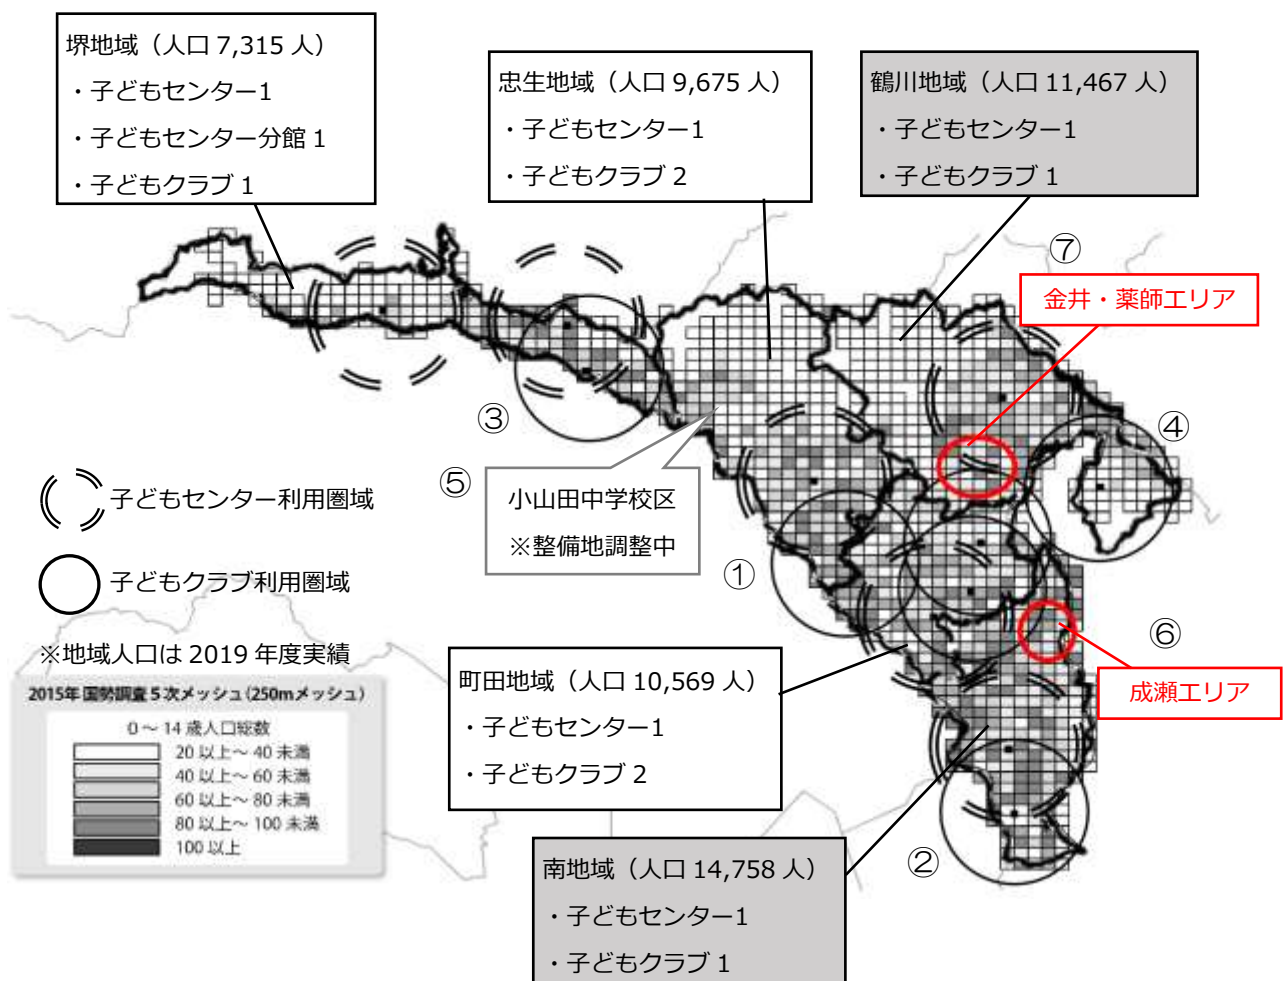 堺地域（人口 7,315 人）
・子どもセンター1
・子どもセンター分館 1
・子どもクラブ 1
忠生地域（人口 9,675 人）
・子どもセンター1
・子どもクラブ 2
鶴川地域（人口 11,467 人）
・子どもセンター1
・子どもクラブ 1
⑦
金井・薬師エリア
③
④
⑤
小山田中学校区
※整備地調整中
子どもセンター利用圏域
子どもクラブ利用圏域
①
⑥
※地域人口は 2019 年度実績
町田地域（人口 10,569 人）
・子どもセンター1
・子どもクラブ 2
成瀬エリア
2015年 国勢調査 5 次メッシュ（250mメッシュ）
0 ～ 14 歳人口総数
20 以上～ 40 未満
40 以上～ 60 未満
60 以上～ 80 未満
80 以上～ 100 未満
100 以上
②
南地域（人口 14,758 人）
・子どもセンター1
・子どもクラブ 1